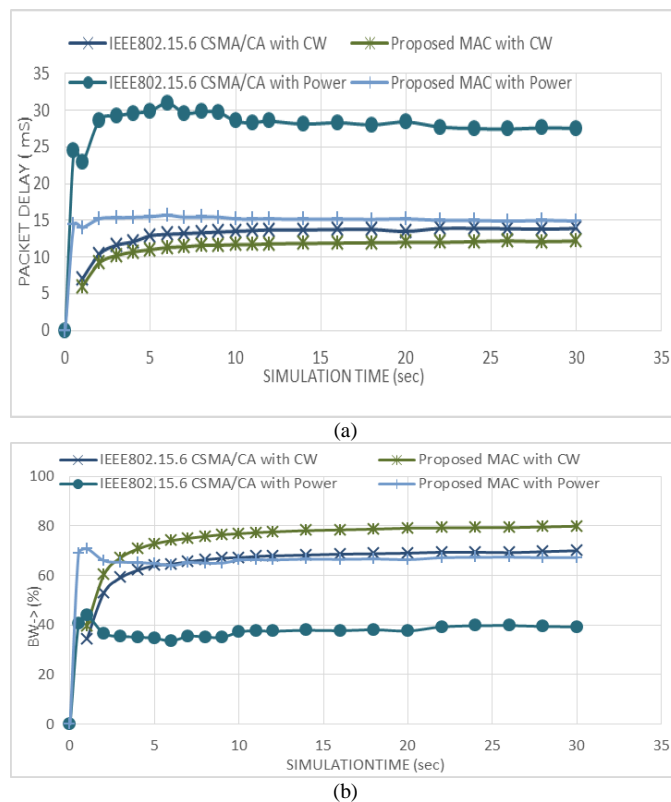 IEEE802.15.6 CSMA/CA with CW
Proposed MAC with CW
IEEE802.15.6 CSMA/CA with Power
Proposed MAC with Power
35
30
25
20
15
10
5
0
PACKET DELAY ( mS)
0 5 10 15 20 25 30 35
SIMULATION TIME (sec)
(a)
IEEE802.15.6 CSMA/CA with CW
Proposed MAC with CW
IEEE802.15.6 CSMA/CA with Power
Proposed MAC with Power
100
80
60
40
20
0
BW-> (%)
0 5 10 15 20 25 30 35
SIMULATIONTIME (sec)
(b)